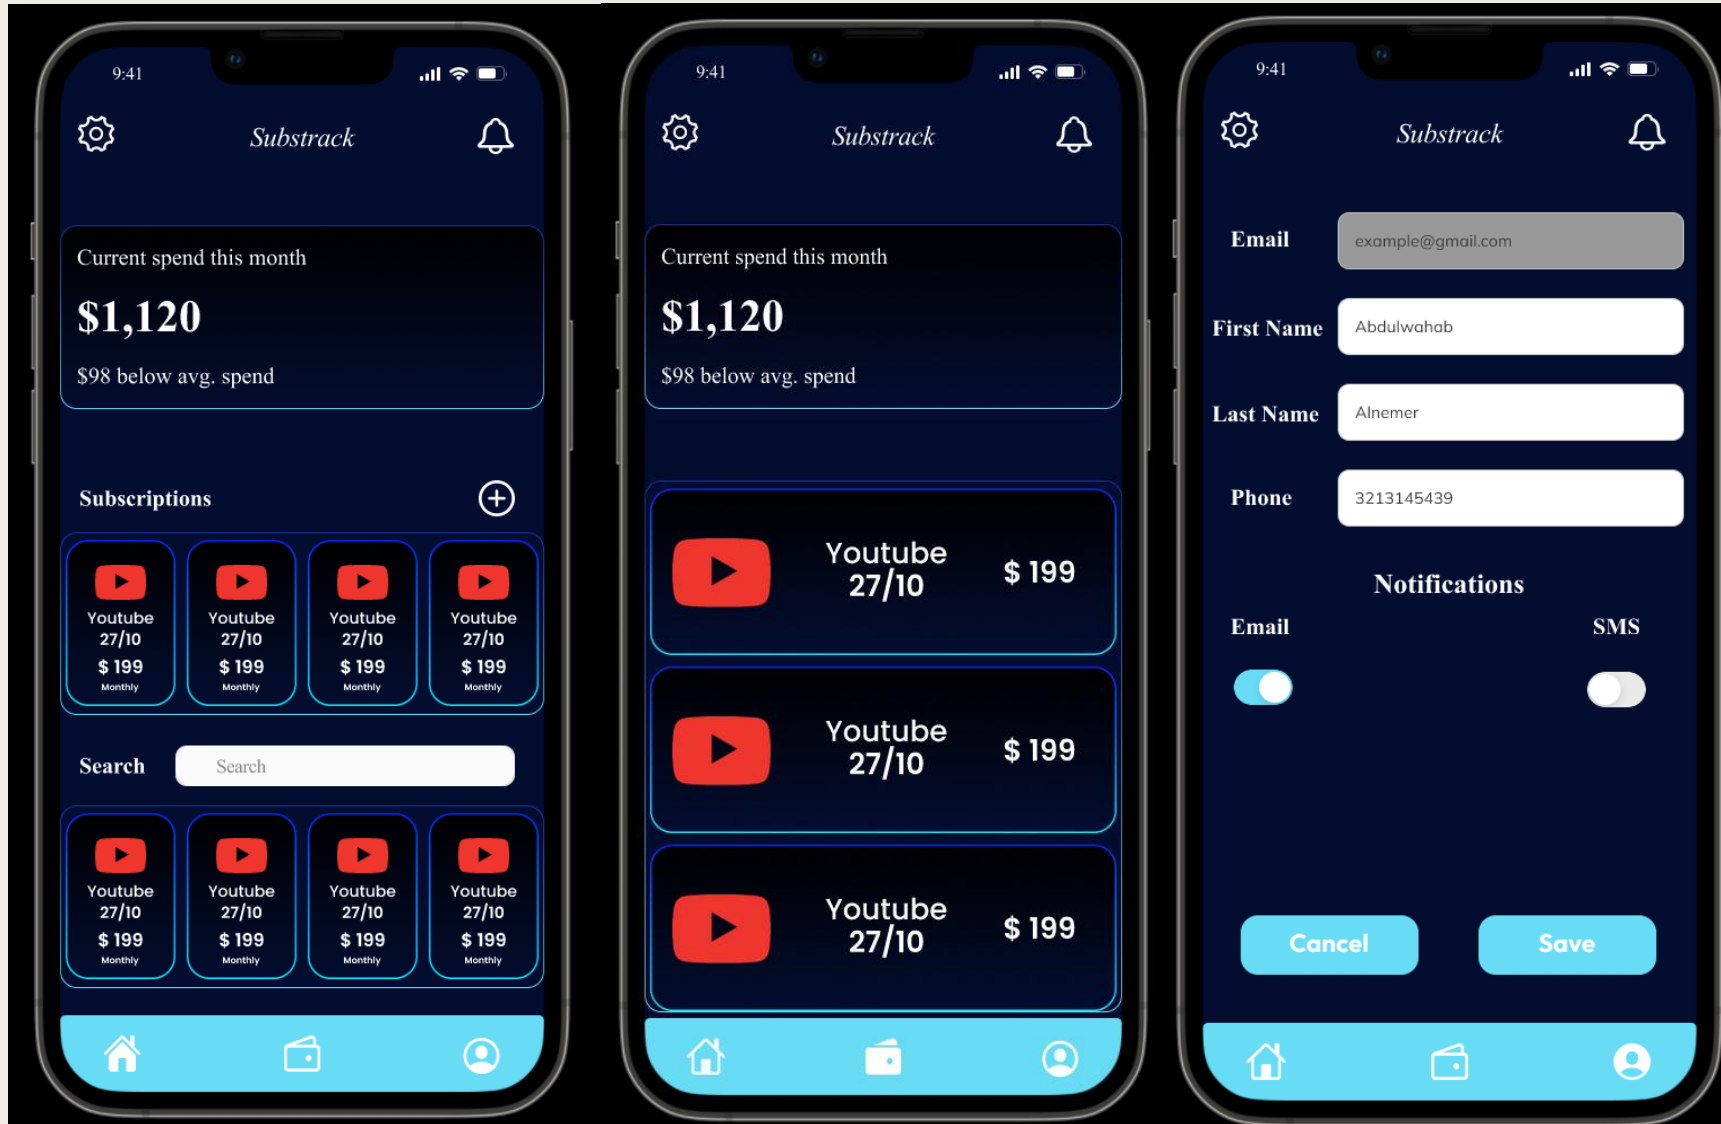 9:41
Substrack
Current spend this month
$1,120
$98 below avg. spend
Subscriptions
Youtube Youtube Youtube Youtube
27/10 27/10 27/10 27/10
$ 199 $ 199 $ 199 $ 199
Monthly Monthly Monthly Monthly
Search Search
Youtube Youtube Youtube Youtube
27/10 27/10 27/10 27/10
$ 199 $ 199 $ 199 $ 199
Monthly Monthly Monthly Monthly
9:41
Substrack
Current spend this month
$1,120
$98 below avg. spend
Youtube
27/10 $ 199
Youtube
27/10 $ 199
Youtube
27/10 $ 199
9:41
Substrack
Email example@gmail.com
First Name Abdulwahab
Last Name Alnemer
Phone 3213145439
Notifications
Email SMS
Cancel Save